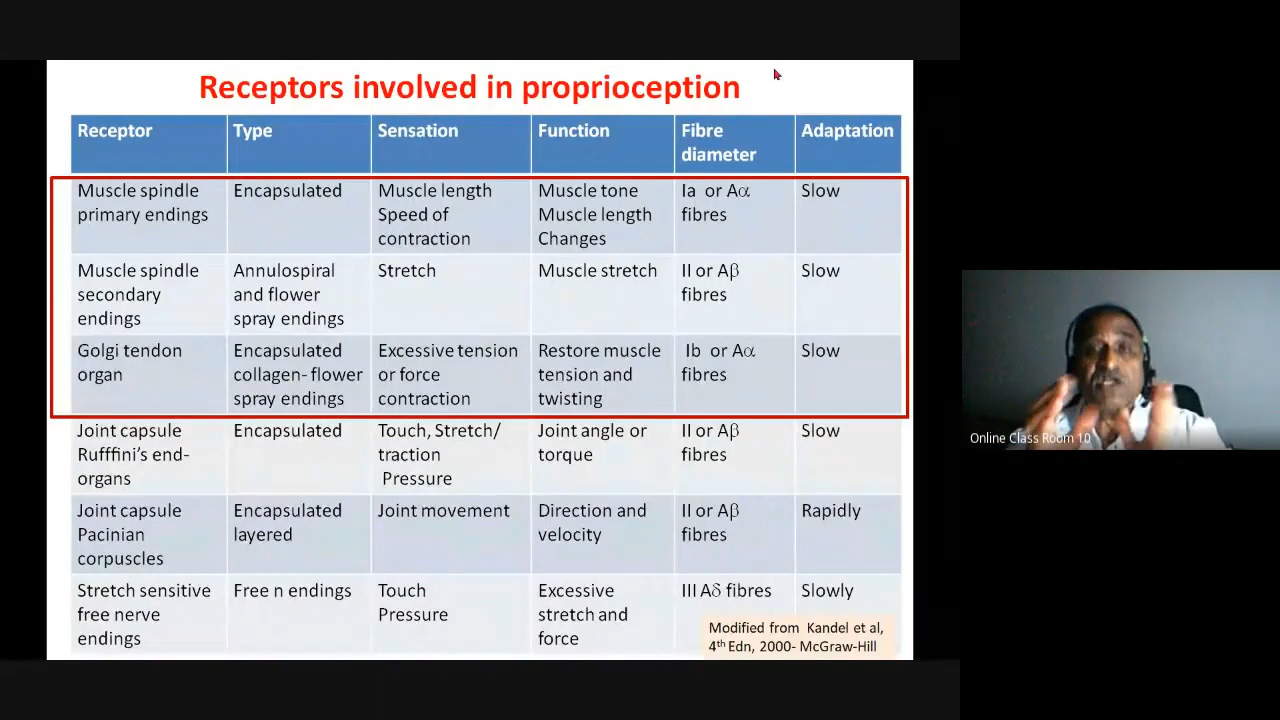 Receptors involved in proprioception
Receptor Type Sensation Function Fibre diameter Adaptation
Muscle spindle primary endings Encapsulated Muscle length Speed of contraction Muscle tone Muscle length Changes Ia or Aα fibres Slow
Muscle spindle secondary endings Annulospiral and flower spray endings Stretch Muscle stretch II or Aβ fibres Slow
Golgi tendon organ Encapsulated collagen- flower spray endings Excessive tension or force contraction Restore muscle tension and twisting Ib or Aα fibres Slow
Joint capsule Rufffini's end-organs Encapsulated Touch, Stretch/ traction Pressure Joint angle or torque II or Aβ fibres Slow
Joint capsule Pacinian corpuscles Encapsulated layered Joint movement Direction and velocity II or Aβ fibres Rapidly
Stretch sensitive free nerve endings Free n endings Touch Pressure Excessive stretch and force III Aδ fibres Slowly
Modified from Kandel et al,
4th Edn, 2000- McGraw-Hill
Online Class Room 10